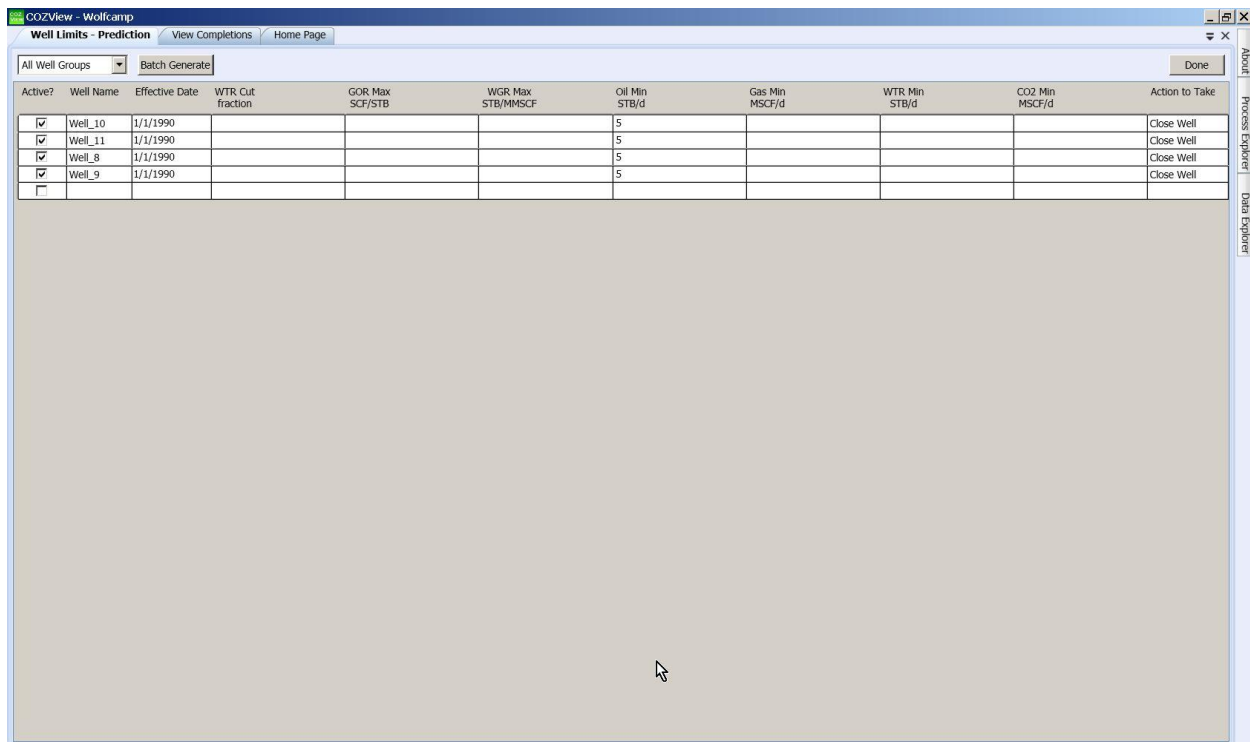 COZ View COZView - Wolfcamp
Well Limits - Prediction View Completions Home Page
All Well Groups Batch Generate Done
Active? Well Name Effective Date WTR Cut GOR Max WGR Max Oil Min Gas Min WTR Min CO2 Min Action to Take
fraction SCF/STB STB/MMSCF STB/d MSCF/d STB/d MSCF/d
Well_10 1/1/1990 5 Close Well
Well_11 1/1/1990 5 Close Well
Well_8 1/1/1990 5 Close Well
Well_9 1/1/1990 5 Close Well
About
Process Explorer
Data Explorer